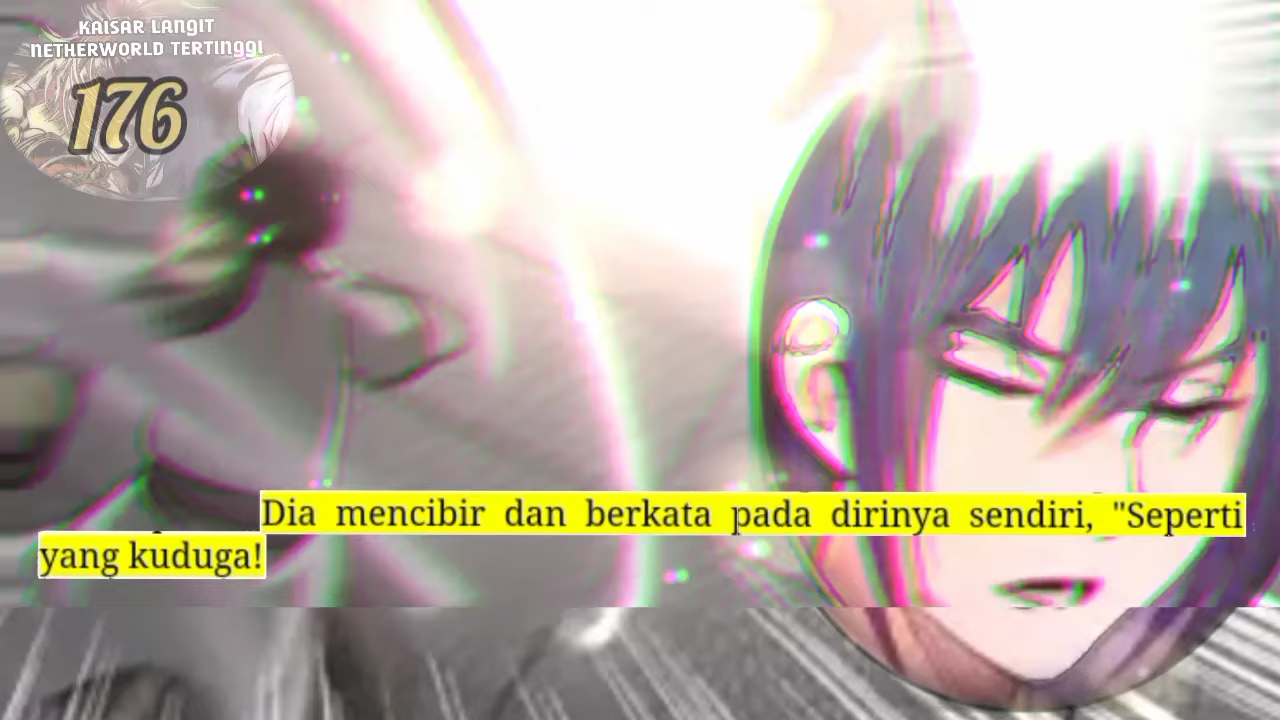 KAISAR LANGIT
NETHERWORLD TERTINGGI
176
Dia mencibir dan berkata pada dirinya sendiri, "Seperti
yang kuduga!